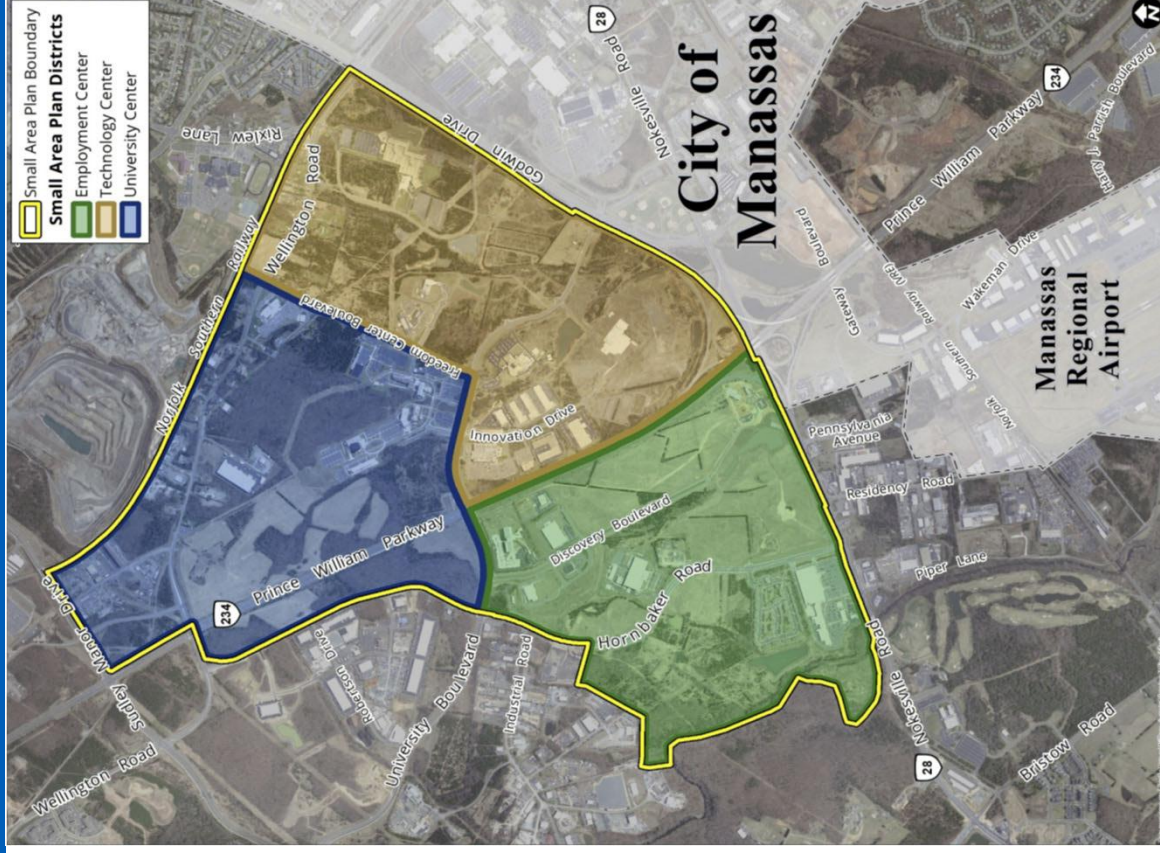 Small Area Plan Boundary
Small Area Plan Districts
Employment Center
Technology Center
University Center
28
Nokesville Road
Rixlew Lane
Wellington Road
Godwin Drive
City of
Manassas
234
Prince William Parkway
Harry J. Parrish Boulevard
N
Norfolk Southern Railway
Freedom Center Boulevard
Gateway Boulevard
Norfolk Southern Railway (VRE)
Wakeman Drive
Manassas
Regional
Airport
Innovation Drive
Pennsylvania
Avenue
Residency Road
Piper Lane
Discovery Boulevard
Hornbaker Road
Prince William Parkway
234
Manor Drive
Sudley
Wellington Road
Robertson Drive
University Boulevard
Industrial Road
Nokesville Road
28
Bristow Road